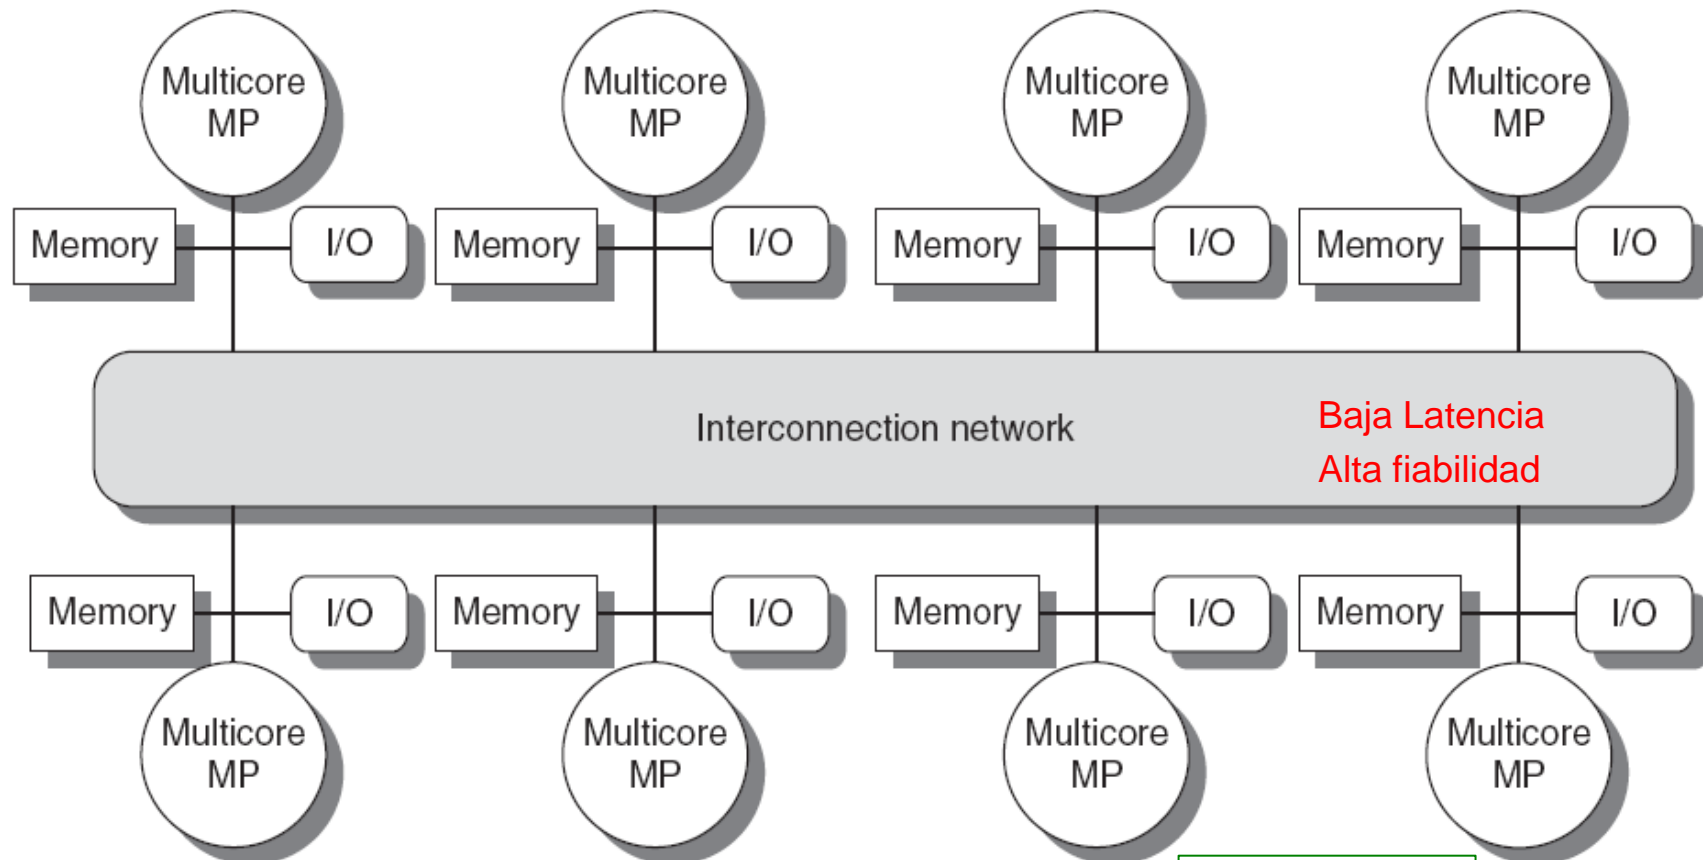 Multicore
MP
Multicore
MP
Multicore
MP
Multicore
MP
Memory
I/O
Memory
I/O
Memory
I/O
Memory
I/O
Interconnection network
Baja Latencia
Alta fiabilidad
Memory
I/O
Memory
I/O
Memory
I/O
Memory
I/O
Multicore
MP
Multicore
MP
Multicore
MP
Multicore
MP